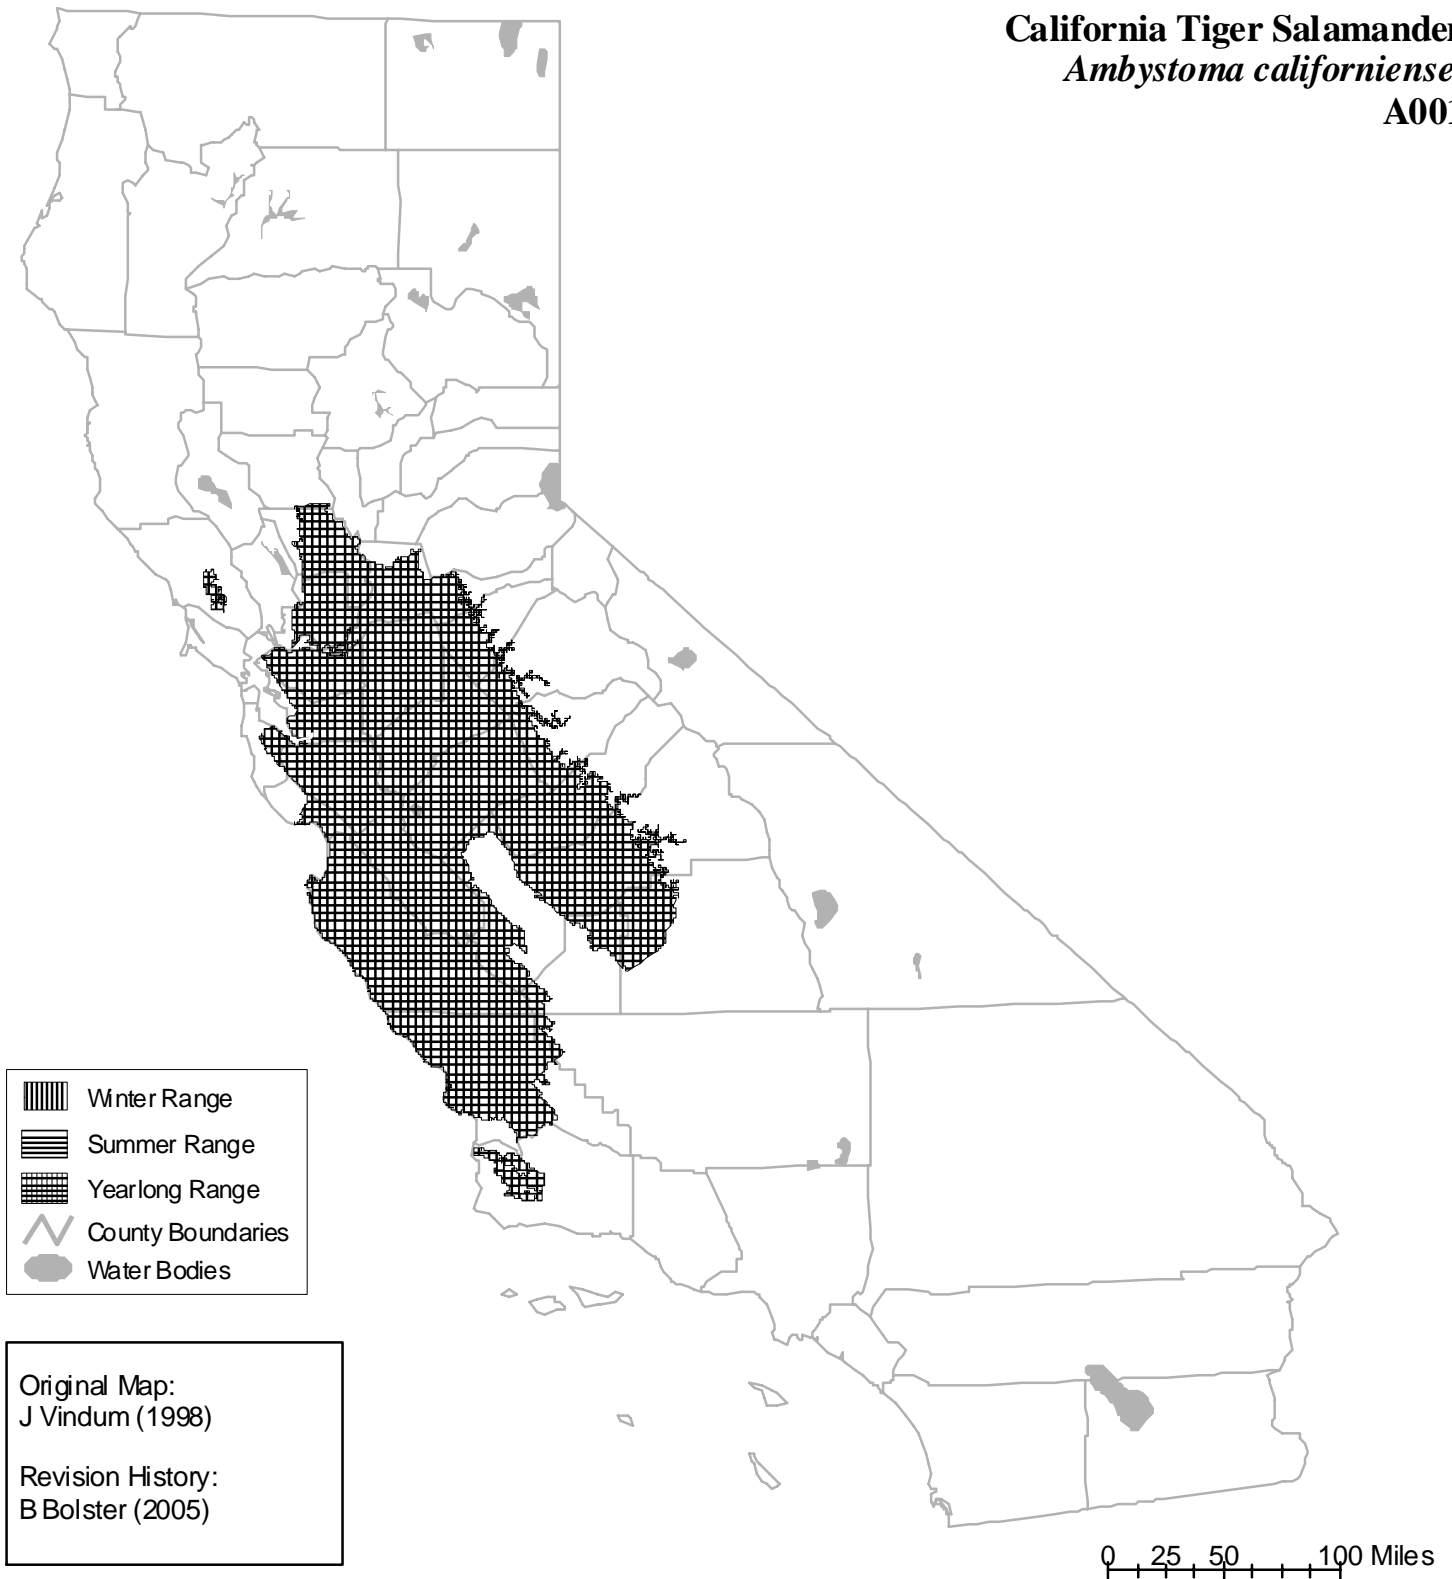 California Tiger Salamander
Ambystoma californiense
A001
Winter Range
Summer Range
Yearlong Range
County Boundaries
Water Bodies
Original Map:
J Vindum (1998)
Revision History:
B Bolster (2005)
0 25 50 100 Miles